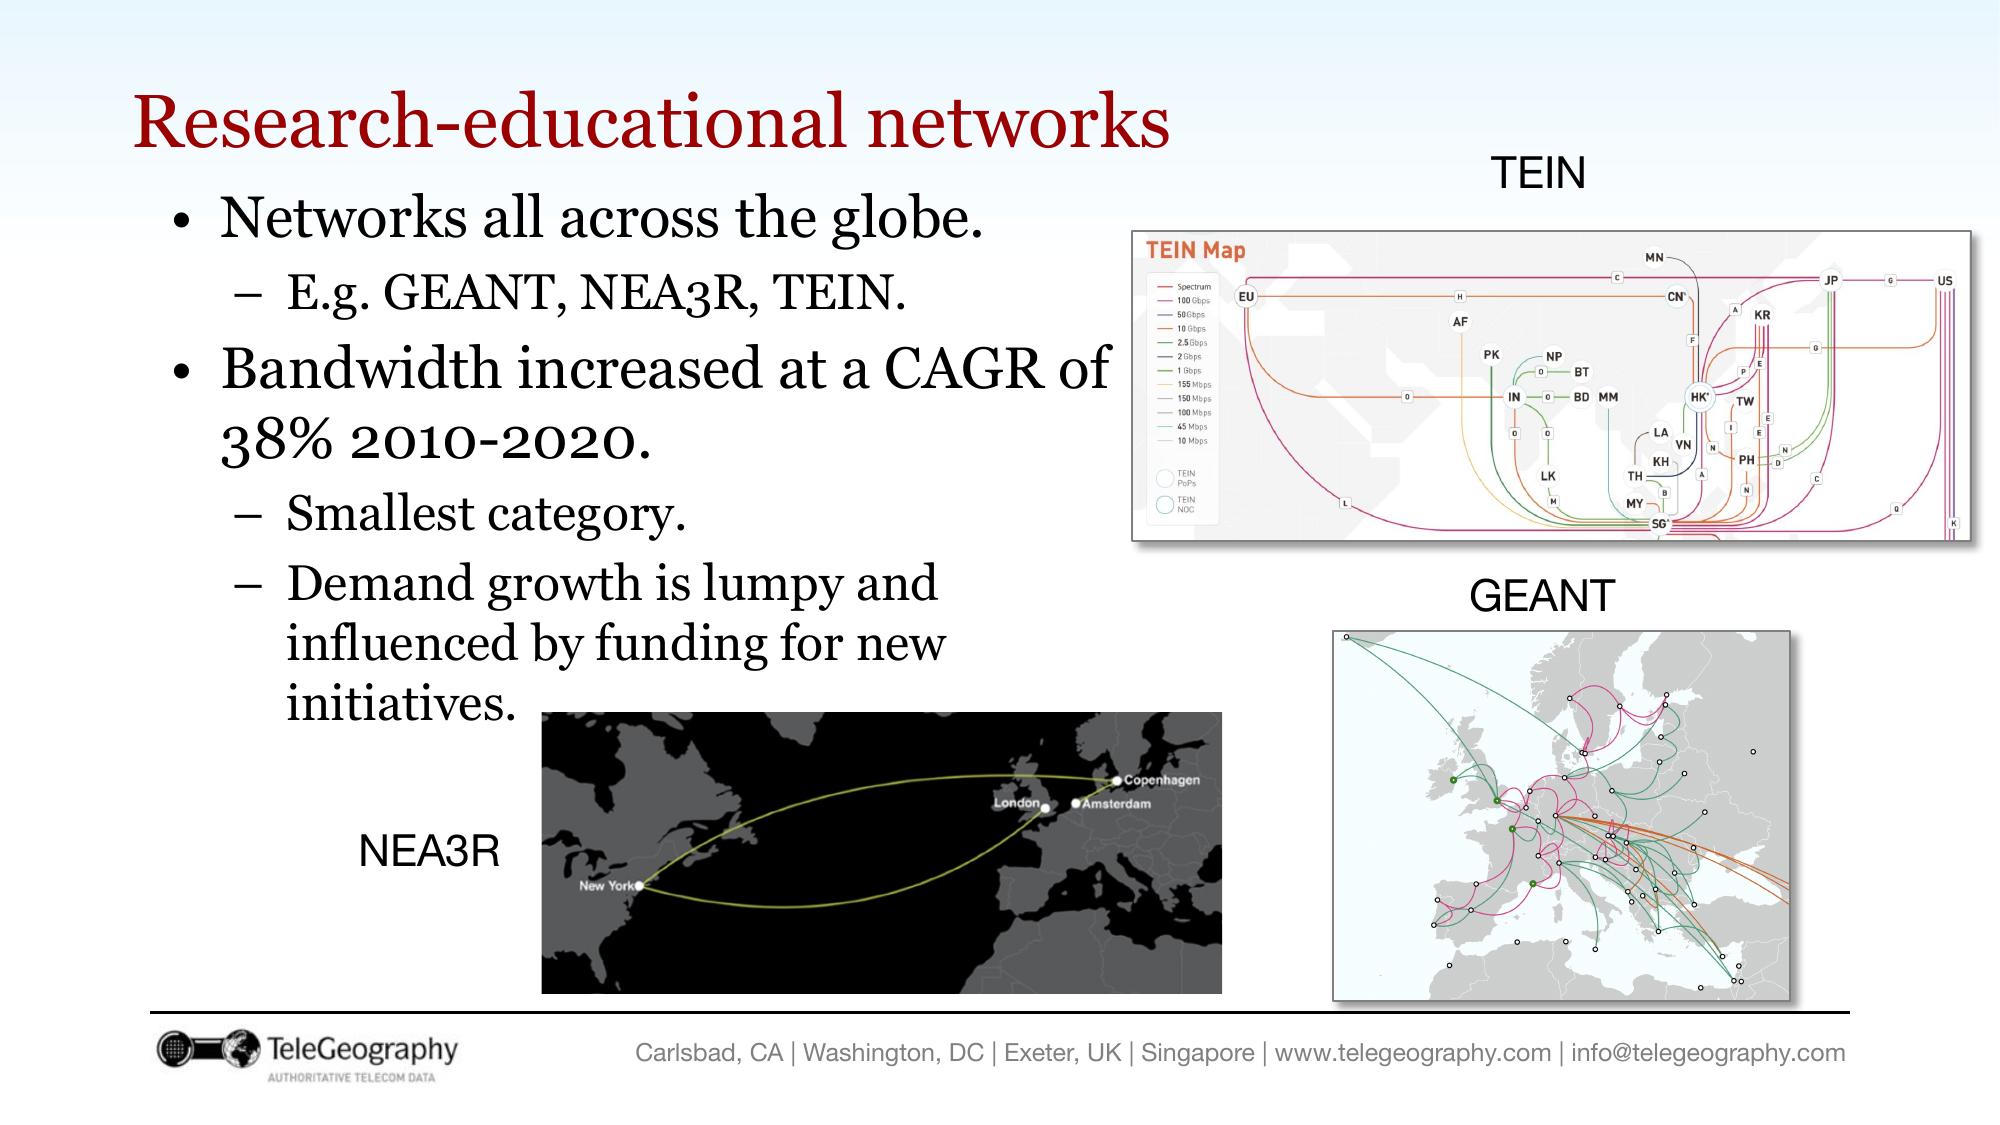 Research-educational networks
• Networks all across the globe.
– E.g. GEANT, NEA3R, TEIN.
• Bandwidth increased at a CAGR of
38% 2010-2020.
– Smallest category.
– Demand growth is lumpy and
influenced by funding for new
initiatives.
TEIN
TEIN Map
Spectrum
100 Gbps
50 Gbps
10 Gbps
2.5 Gbps
2 Gbps
1 Gbps
155 Mbps
150 Mbps
100 Mbps
45 Mbps
10 Mbps
TEIN
PoPs
TEIN
NOC
MN
C
JP
G
US
EU
H
CN*
AF
A
KR
F
G
PK
NP
E
O
BT
P
O
IN
O
BD
MM
HK*
TW
E
O
O
LA
VN
I
E
N
N
KH
PH
D
LK
TH
A
C
M
B
N
MY
L
SG*
Q
K
GEANT
NEA3R
Copenhagen
London
Amsterdam
New York
TeleGeography
AUTHORITATIVE TELECOM DATA
Carlsbad, CA | Washington, DC | Exeter, UK | Singapore | www.telegeography.com | info@telegeography.com